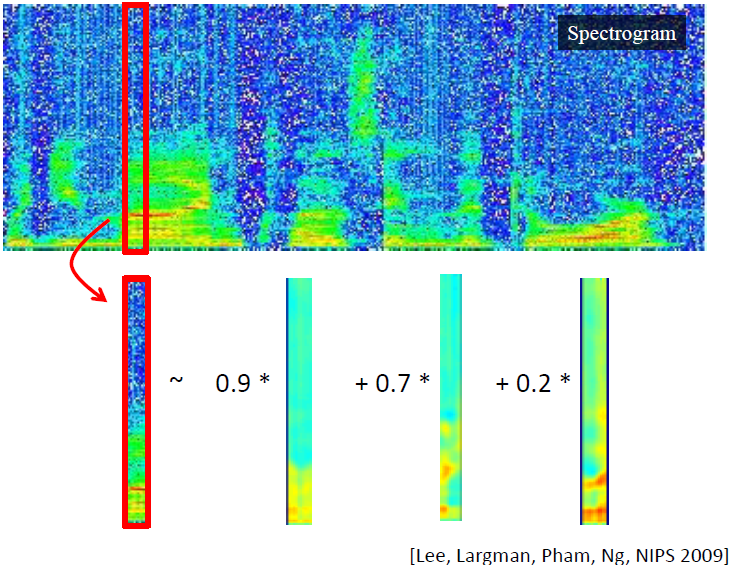 Spectrogram
~ 0.9 * + 0.7 * + 0.2 *
[Lee, Largman, Pham, Ng, NIPS 2009]